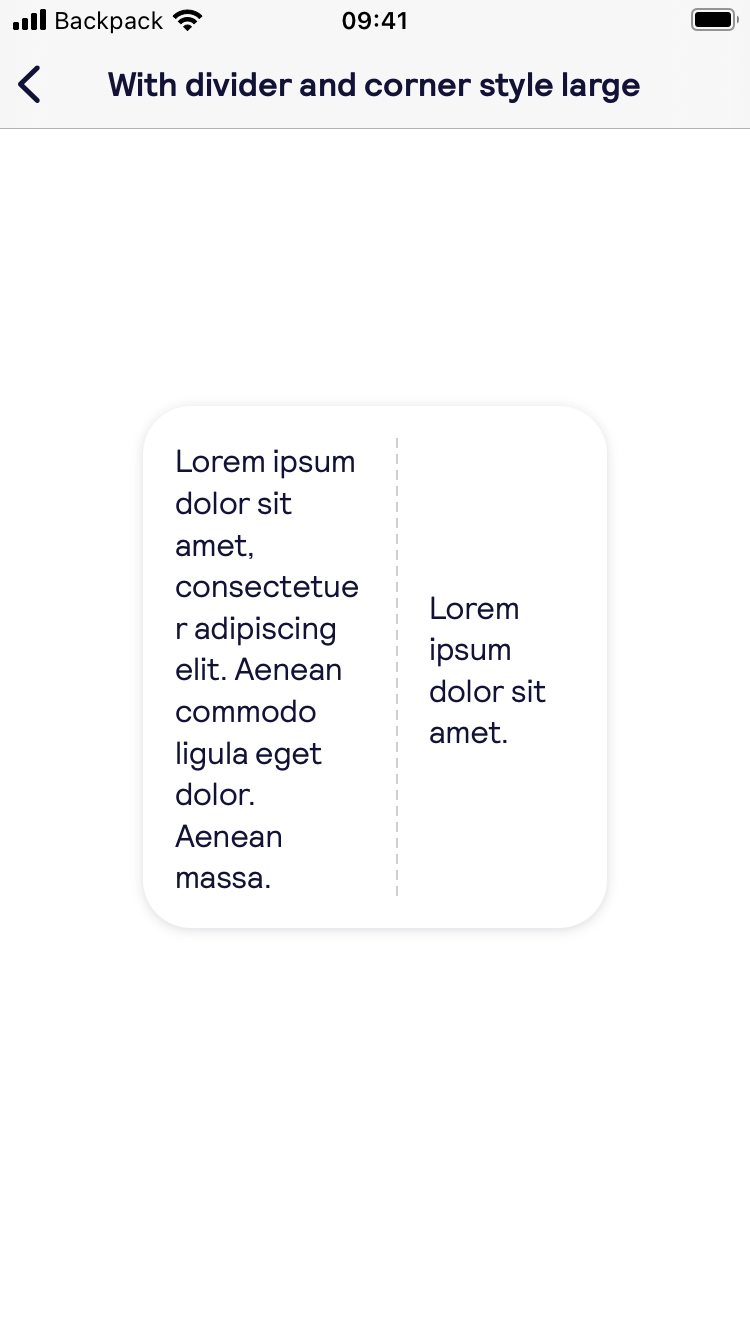 Backpack
09:41
With divider and corner style large
Lorem ipsum
dolor sit
amet,
consectetue
r adipiscing
elit. Aenean
commodo
ligula eget
dolor.
Aenean
massa.
Lorem
ipsum
dolor sit
amet.